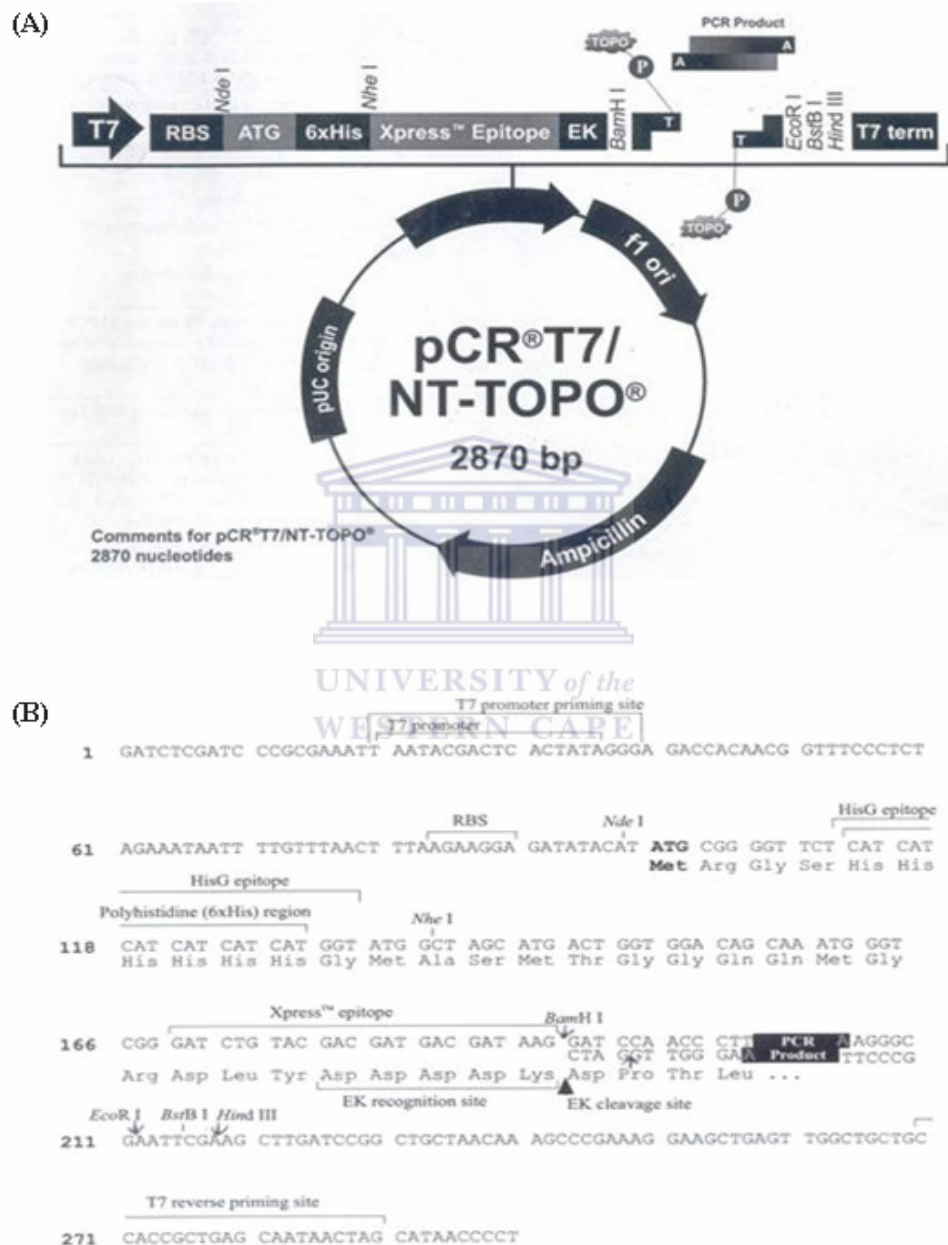 (A)
PCR Product
TOPO
P
A
A
Nde I
Nhe I
BamH I
EcoR I
BstB I
Hind III
T7
RBS
ATG
6xHis
Xpress™ Epitope
EK
T
T
T7 term
P
TOPO
f1 ori
pUC origin
pCR®T7/
NT-TOPO®
2870 bp
Ampicillin
Comments for pCR®T7/NT-TOPO®
2870 nucleotides
UNIVERSITY of the
WESTERN CAPE
(B)
T7 promoter priming site
T7 promoter
1 GATCTCGATC CCGCGAAATT AATACGACTC ACTATAGGGA GACCACAACG GTTTCCCTCT
RBS Nde I HisG epitope
61 AGAAATAATT TTGTTTAACT TTAAGAAGGA GATATACAT ATG CGG GGT TCT CAT CAT
Met Arg Gly Ser His His
HisG epitope
Polyhistidine (6xHis) region Nhe I
118 CAT CAT CAT CAT GGT ATG GCT AGC ATG ACT GGT GGA CAG CAA ATG GGT
His His His His Gly Met Ala Ser Met Thr Gly Gly Gln Gln Met Gly
Xpress™ epitope BamH I
166 CGG GAT CTG TAC GAC GAT GAC GAT AAG GAT CCA ACC CTT PCR AAGGGC
CTA GGT TGG GAA Product TTCCCG
Arg Asp Leu Tyr Asp Asp Asp Asp Lys Asp Pro Thr Leu ...
EK recognition site EK cleavage site
EcoR I BstB I Hind III
211 GAATTCGAAG CTTGATCCGG CTGCTAACAA AGCCCGAAAG GAAGCTGAGT TGGCTGCTGC
T7 reverse priming site
271 CACCGCTGAG CAATAACTAG CATAACCCCT